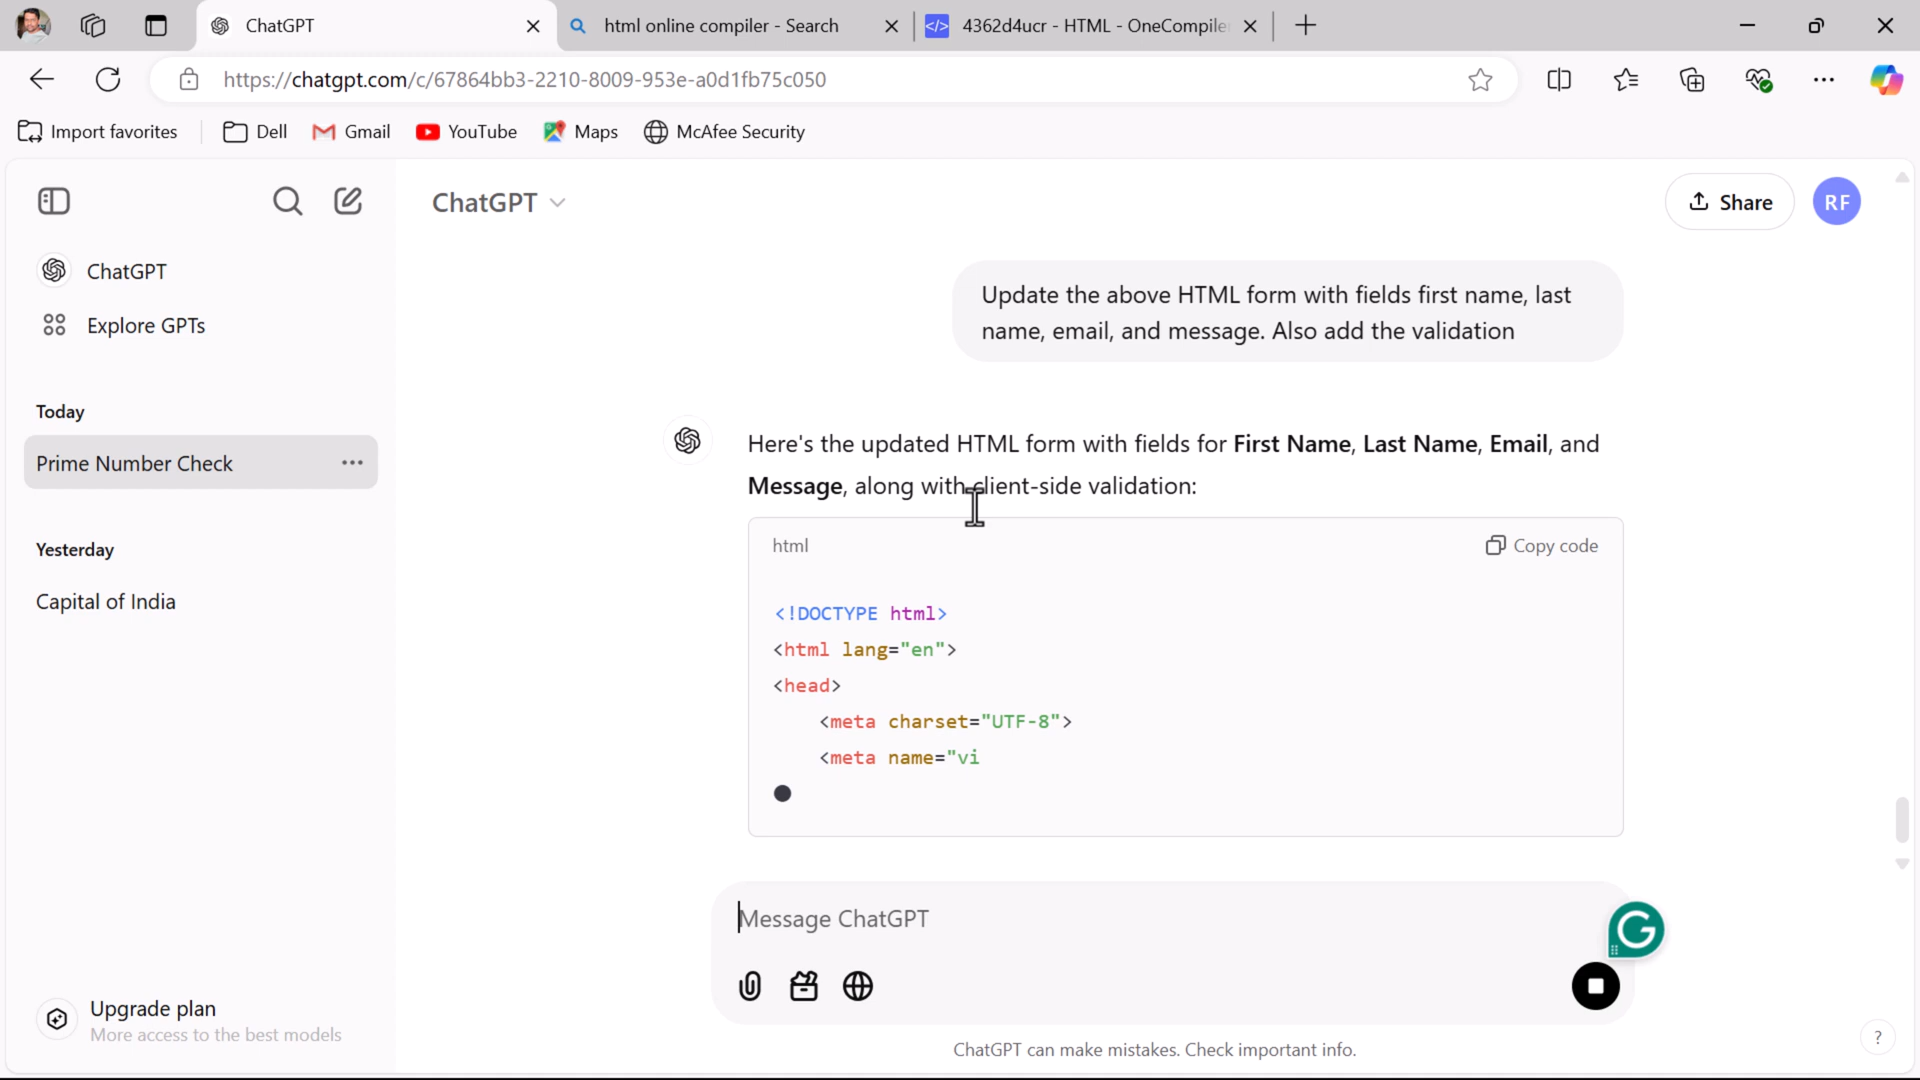 ChatGPT
html online compiler - Search
4362d4ucr - HTML - OneCompiler
https://chatgpt.com/c/67864bb3-2210-8009-953e-a0d1fb75c050
Import favorites
Dell
Gmail
YouTube
Maps
McAfee Security
ChatGPT
Explore GPTs
Today
Prime Number Check
Yesterday
Capital of India
Upgrade plan
More access to the best models
ChatGPT
Share
RF
Update the above HTML form with fields first name, last
name, email, and message. Also add the validation
Here's the updated HTML form with fields for First Name, Last Name, Email, and
Message, along with client-side validation:
html
Copy code
<!DOCTYPE html>
<html lang="en">
<head>
<meta charset="UTF-8">
<meta name="vi
Message ChatGPT
G
ChatGPT can make mistakes. Check important info.
?